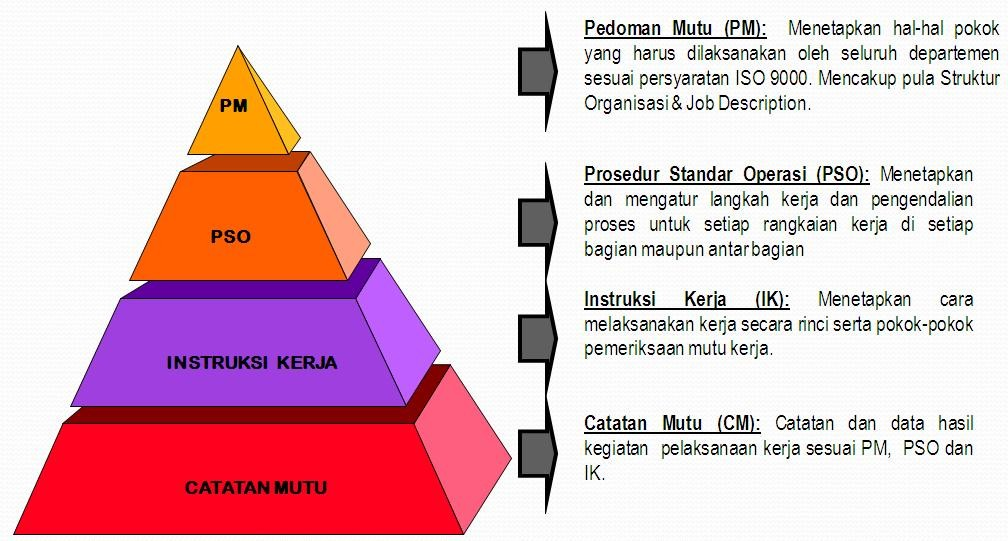 PM
PSO
INSTRUKSI KERJA
CATATAN MUTU
Pedoman Mutu (PM): Menetapkan hal-hal pokok
yang harus dilaksanakan oleh seluruh departemen
sesuai persyaratan ISO 9000. Mencakup pula Struktur
Organisasi & Job Description.
Prosedur Standar Operasi (PSO): Menetapkan
dan mengatur langkah kerja dan pengendalian
proses untuk setiap rangkaian kerja di setiap
bagian maupun antar bagian
Instruksi Kerja (IK): Menetapkan cara
melaksanakan kerja secara rinci serta pokok-pokok
pemeriksaan mutu kerja.
Catatan Mutu (CM): Catatan dan data hasil
kegiatan pelaksanaan kerja sesuai PM, PSO dan
IK.